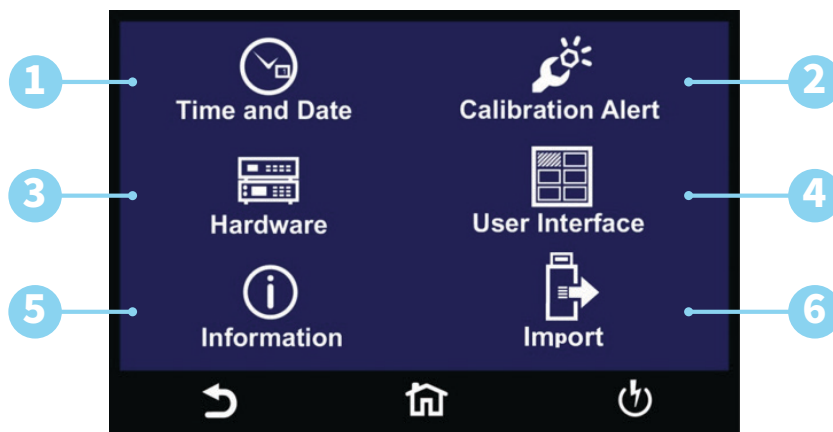 1
Time and Date
2
Calibration Alert
3
Hardware
4
User Interface
5
Information
6
Import